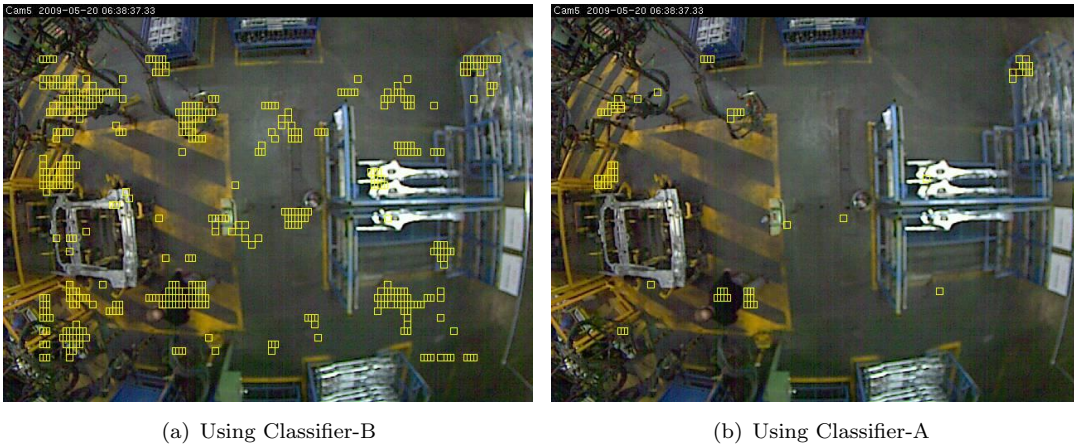 Cam5 2009-05-20 06:38:37.33
Cam5 2009-05-20 06:38:37.33
(a) Using Classifier-B
(b) Using Classifier-A